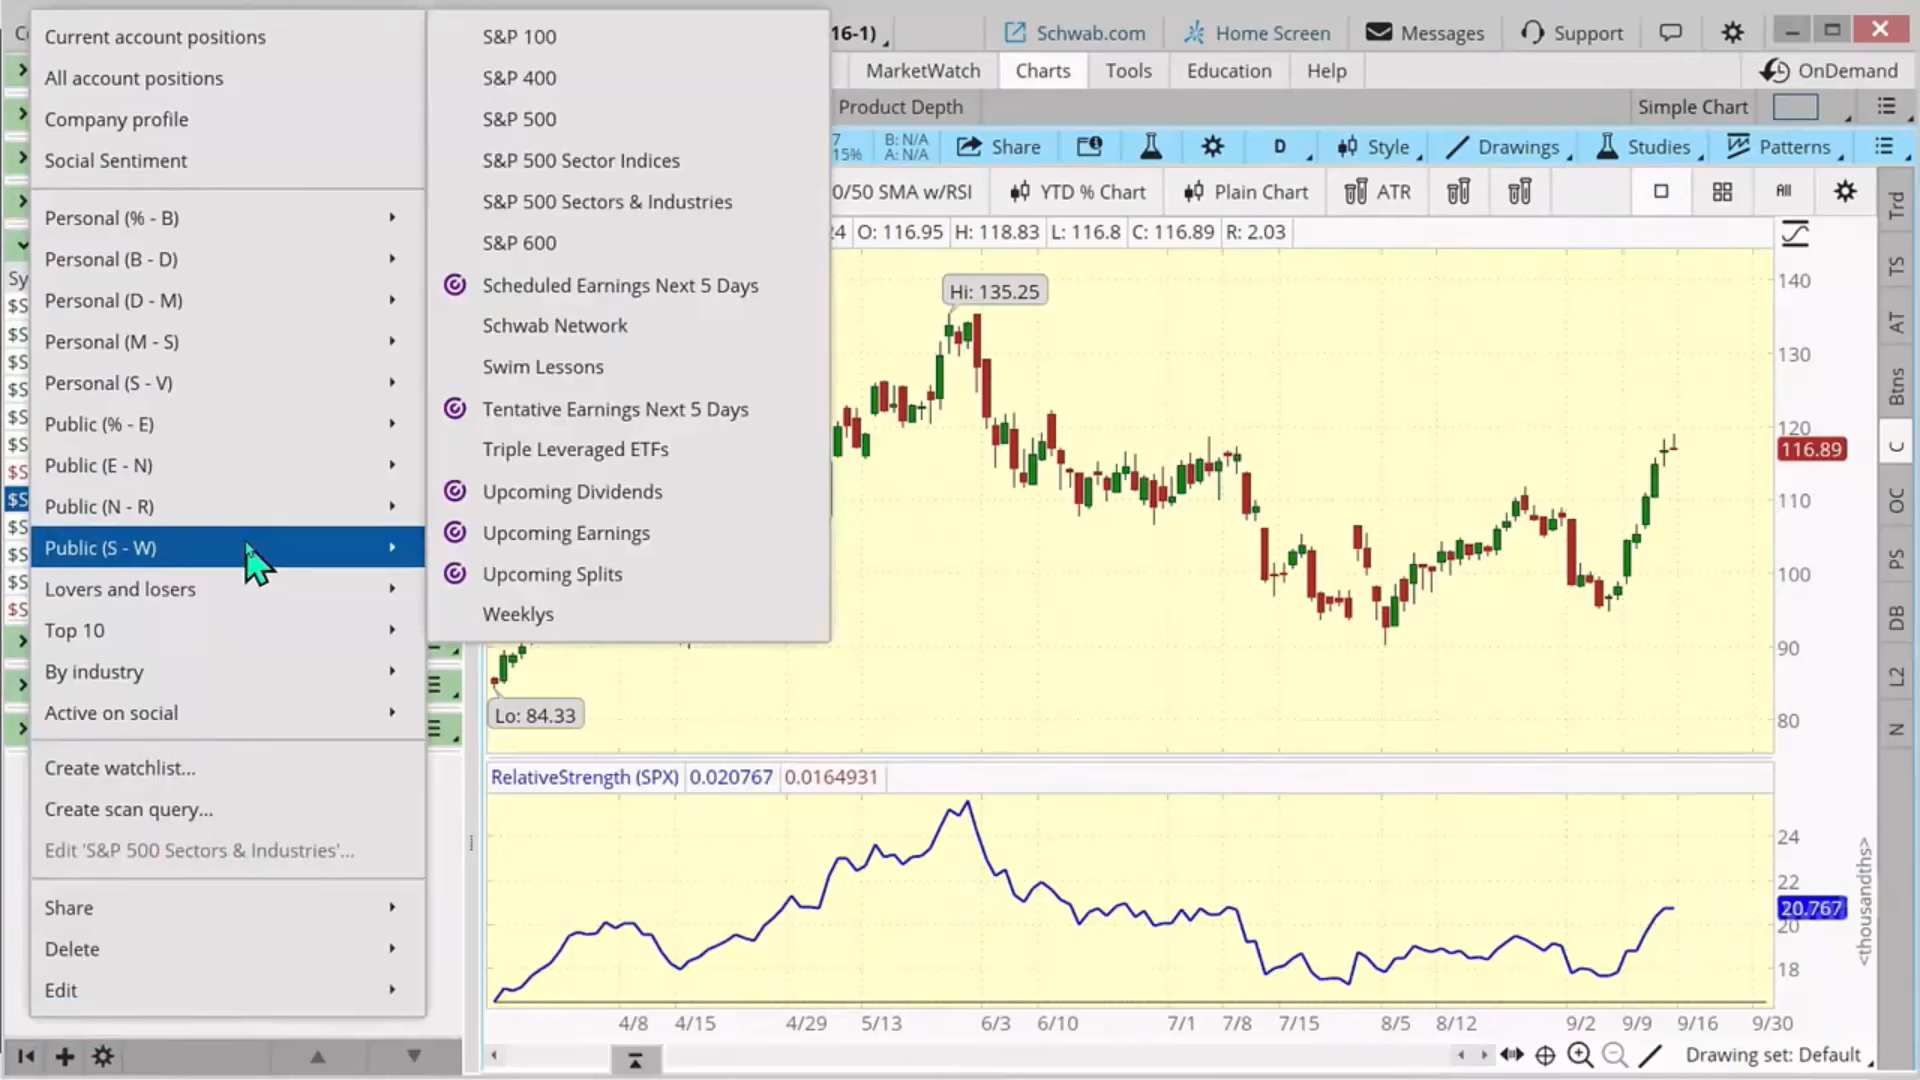 16-1)
Schwab.com
Home Screen
Messages
Support
MarketWatch
Charts
Tools
Education
Help
OnDemand
Product Depth
Simple Chart
7
15%
B: N/A
A: N/A
Share
D
Style
Drawings
Studies
Patterns
0/50 SMA w/RSI
YTD % Chart
Plain Chart
ATR
All
24
O: 116.95
H: 118.83
L: 116.8
C: 116.89
R: 2.03
Current account positions
All account positions
Company profile
Social Sentiment
Personal (% - B)
Personal (B - D)
Personal (D - M)
Personal (M - S)
Personal (S - V)
Public (% - E)
Public (E - N)
Public (N - R)
Public (S - W)
Lovers and losers
Top 10
By industry
Active on social
Create watchlist...
Create scan query...
Edit 'S&P 500 Sectors & Industries'...
Share
Delete
Edit
S&P 100
S&P 400
S&P 500
S&P 500 Sector Indices
S&P 500 Sectors & Industries
S&P 600
Scheduled Earnings Next 5 Days
Schwab Network
Swim Lessons
Tentative Earnings Next 5 Days
Triple Leveraged ETFs
Upcoming Dividends
Upcoming Earnings
Upcoming Splits
Weeklys
Sy
$S
$S
$S
$S
$S
$S
$S
$S
$S
$S
$S
$S
Hi: 135.25
Lo: 84.33
140
130
120
116.89
110
100
90
80
RelativeStrength (SPX)
0.020767
0.0164931
24
22
20.767
20
18
<thousandths>
4/8
4/15
4/29
5/13
6/3
6/10
7/1
7/8
7/15
8/5
8/12
9/2
9/9
9/16
9/30
Drawing set: Default
Trd
TS
AT
Btns
C
OC
PS
DB
L2
N